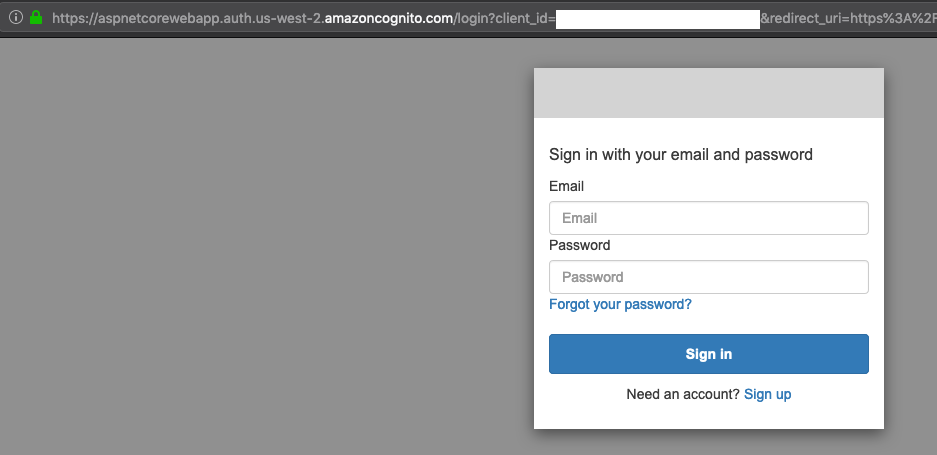 https://aspnetcorewebapp.auth.us-west-2.amazoncognito.com/login?client_id= &redirect_uri=https%3A%2F
Sign in with your email and password
Email
Email
Password
Password
Forgot your password?
Sign in
Need an account? Sign up